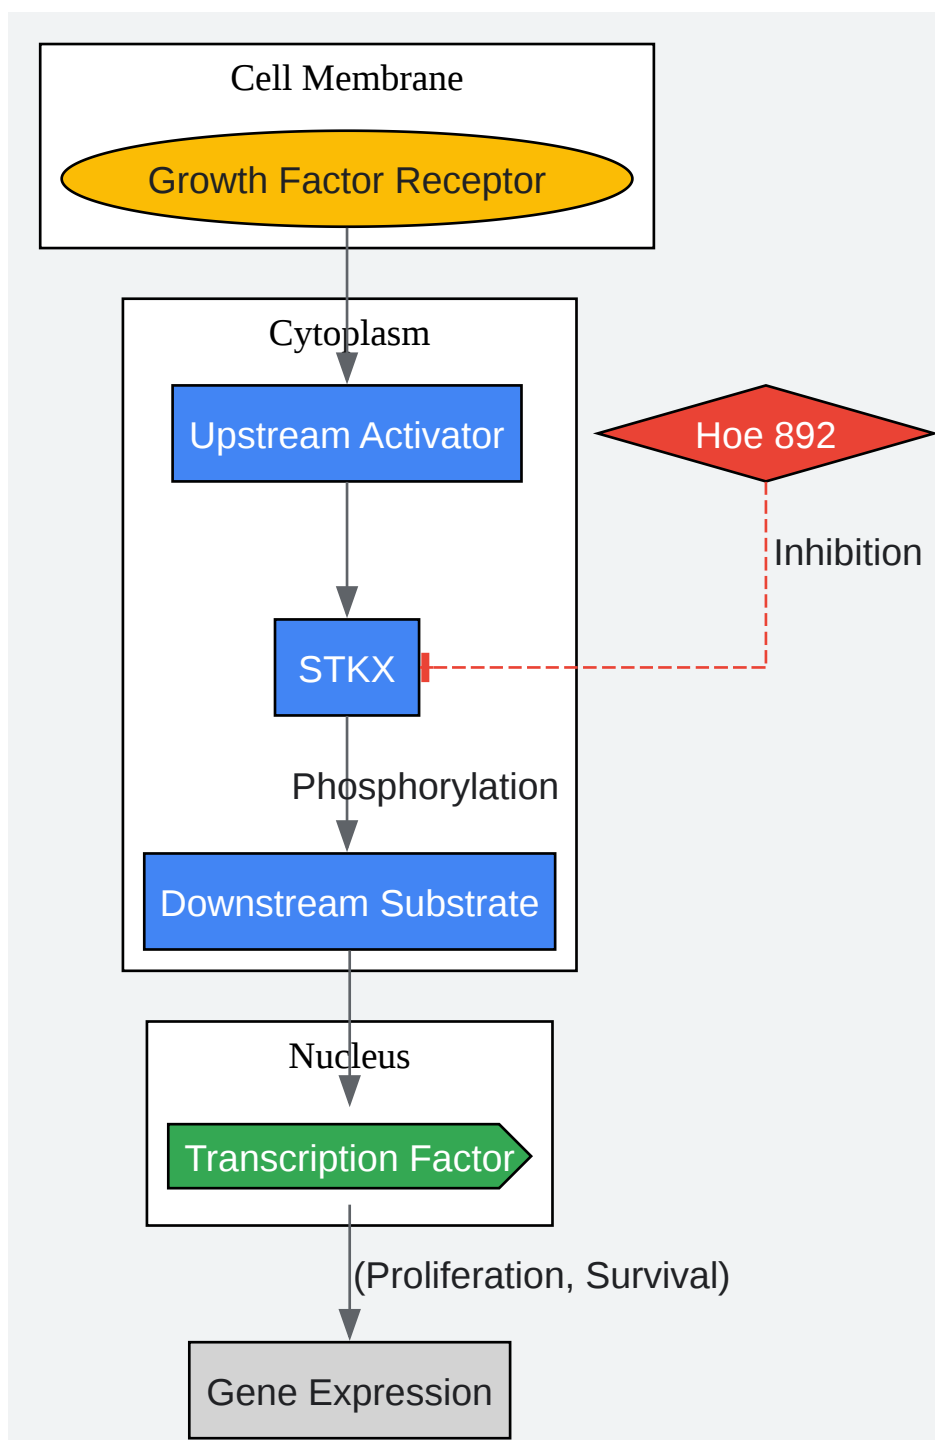 Cell Membrane
Growth Factor Receptor
Cytoplasm
Upstream Activator
Hoe 892
Inhibition
STKX
Phosphorylation
Downstream Substrate
Nucleus
Transcription Factor
(Proliferation, Survival)
Gene Expression